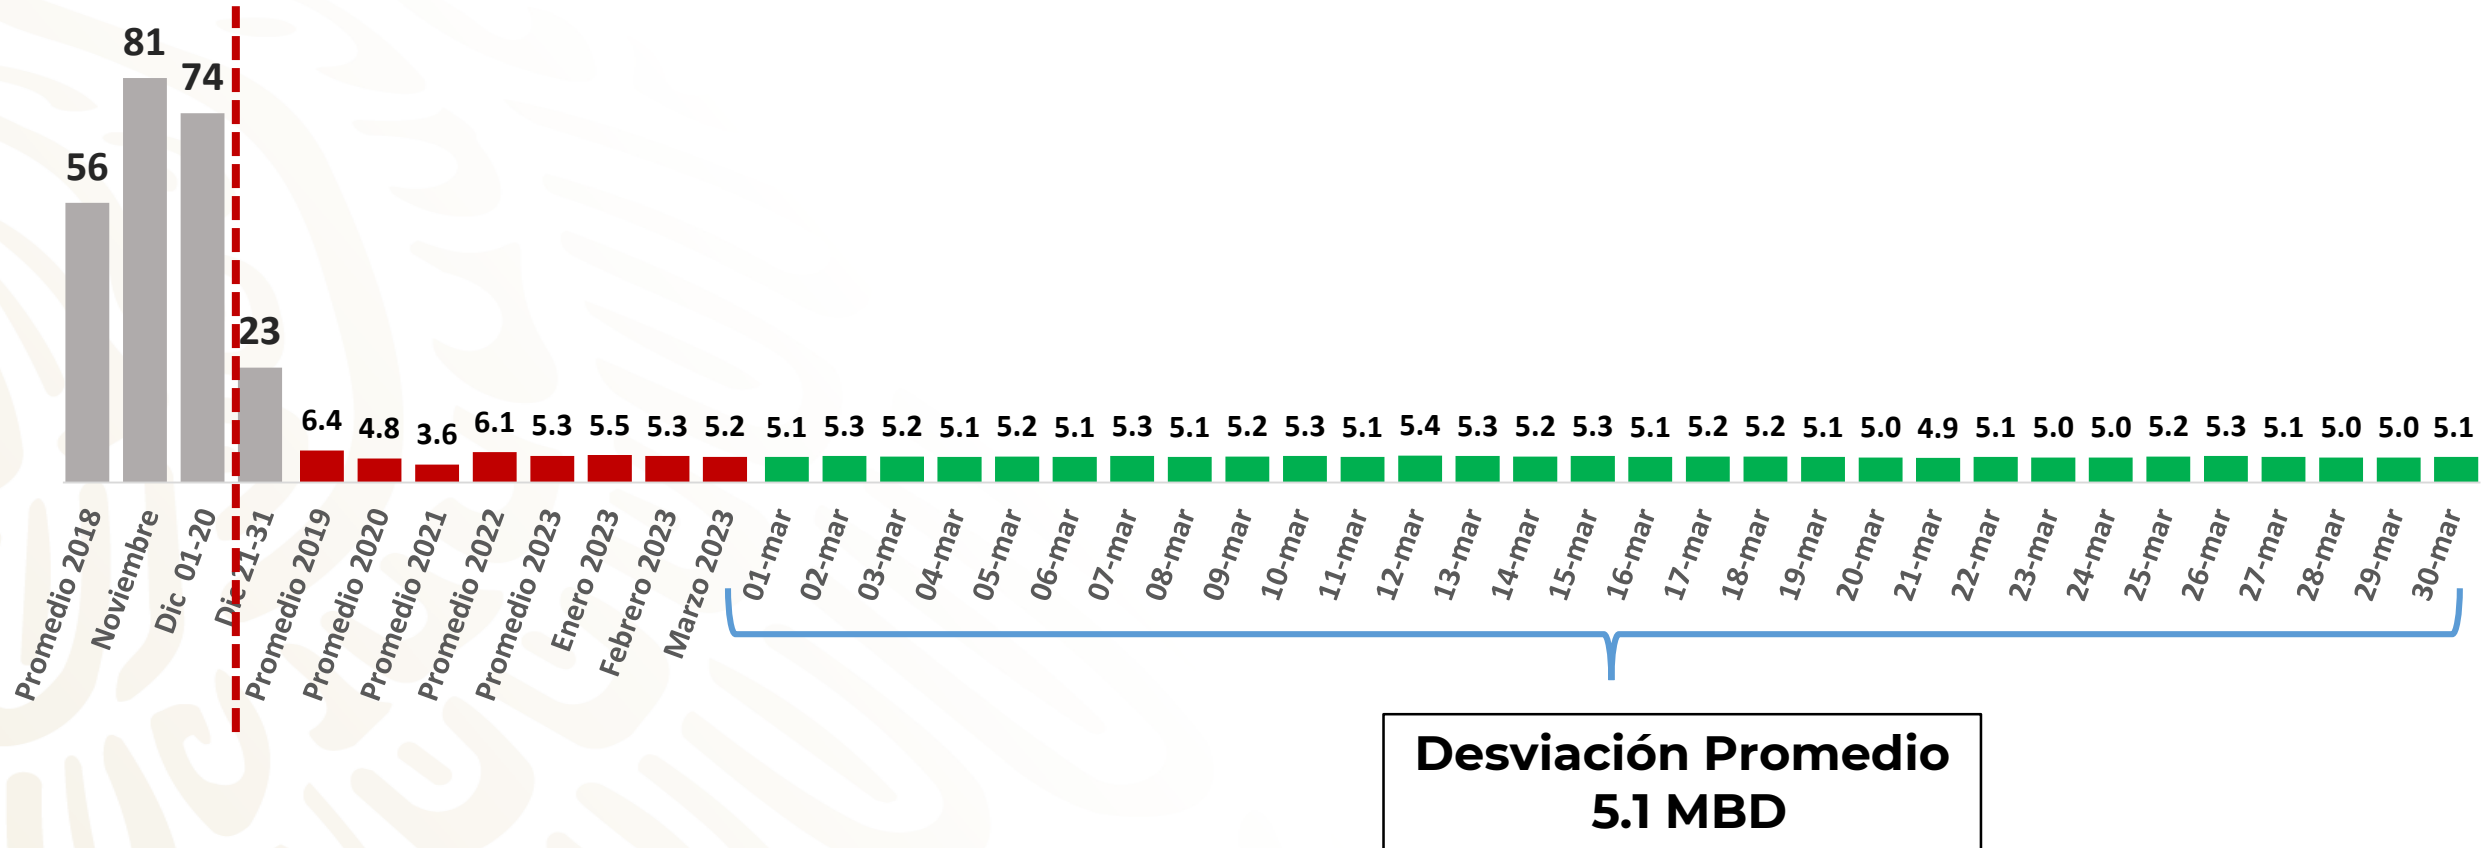 81
74
56
23
6.4 4.8 3.6 6.1 5.3 5.5 5.3 5.2 5.1 5.3 5.2 5.1 5.2 5.1 5.3 5.1 5.2 5.3 5.1 5.4 5.3 5.2 5.3 5.1 5.2 5.2 5.1 5.0 4.9 5.1 5.0 5.0 5.2 5.3 5.1 5.0 5.0 5.1
Promedio 2018
Noviembre
Dic 01-20
Dic 21-31
Promedio 2019
Promedio 2020
Promedio 2021
Promedio 2022
Promedio 2023
Enero 2023
Febrero 2023
Marzo 2023
01-mar
02-mar
03-mar
04-mar
05-mar
06-mar
07-mar
08-mar
09-mar
10-mar
11-mar
12-mar
13-mar
14-mar
15-mar
16-mar
17-mar
18-mar
19-mar
20-mar
21-mar
22-mar
23-mar
24-mar
25-mar
26-mar
27-mar
28-mar
29-mar
30-mar
Desviación Promedio
5.1 MBD